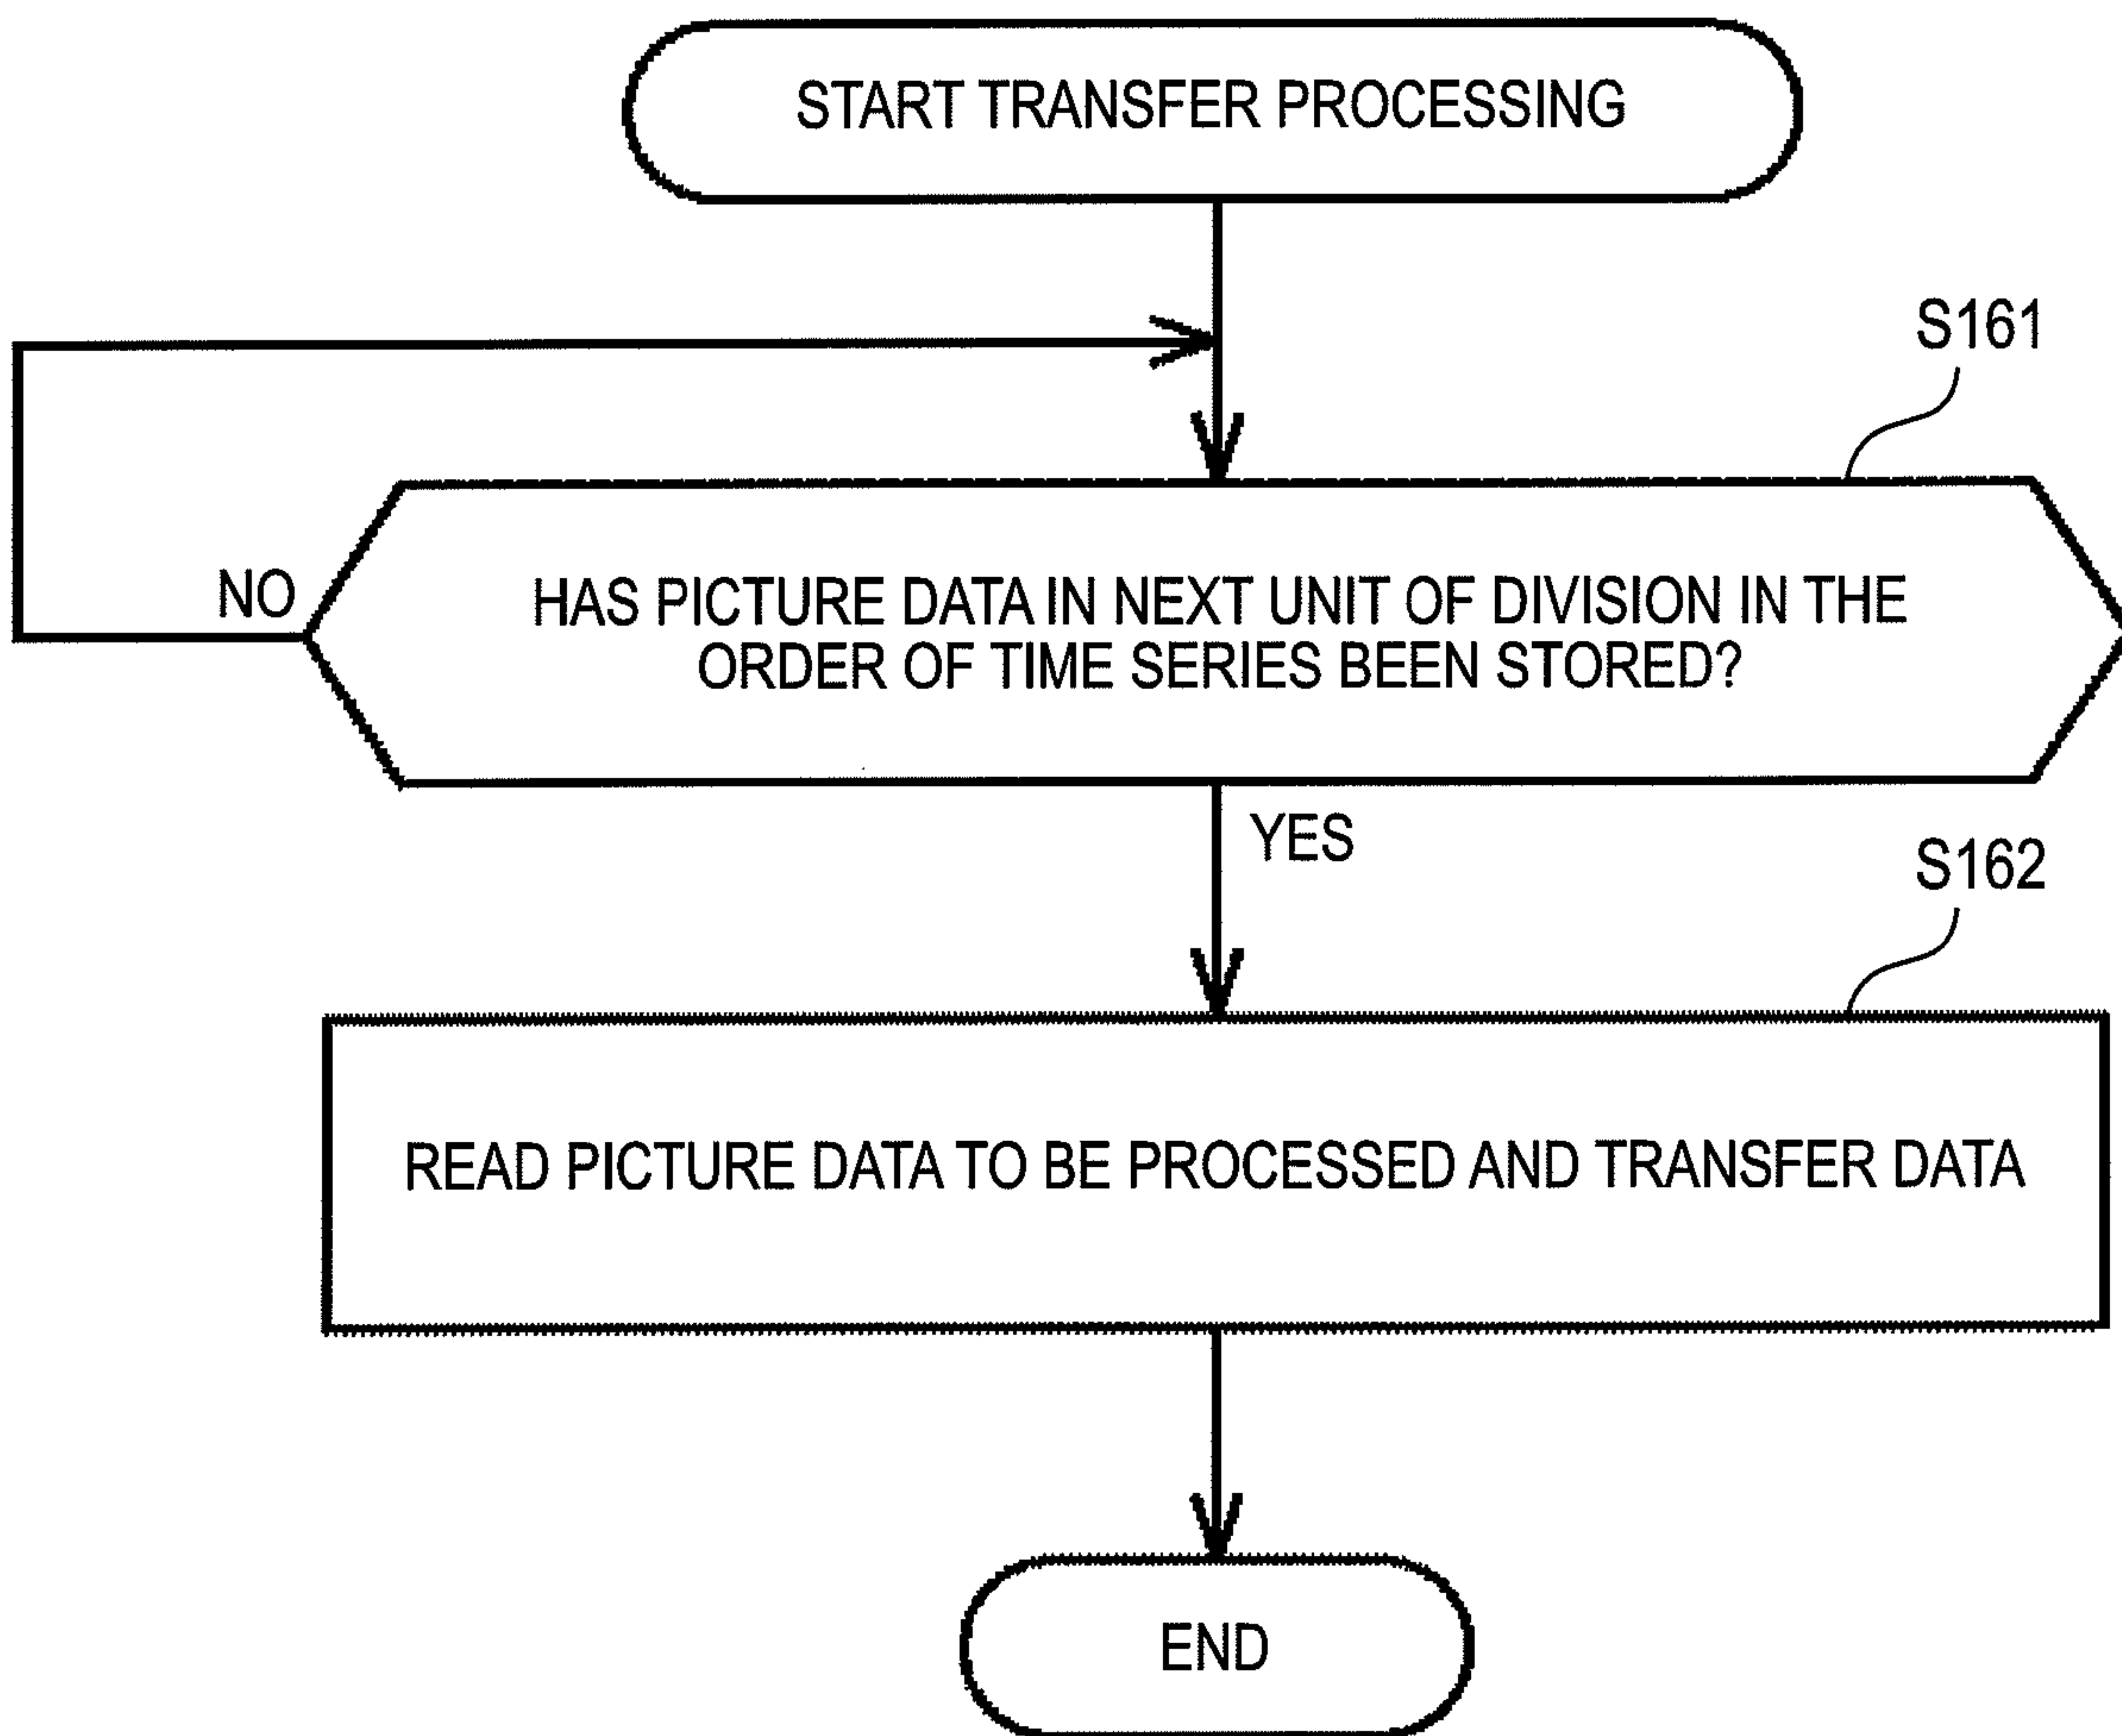 START TRANSFER PROCESSING
S161
NO
HAS PICTURE DATA IN NEXT UNIT OF DIVISION IN THE
ORDER OF TIME SERIES BEEN STORED?
YES
S162
READ PICTURE DATA TO BE PROCESSED AND TRANSFER DATA
END